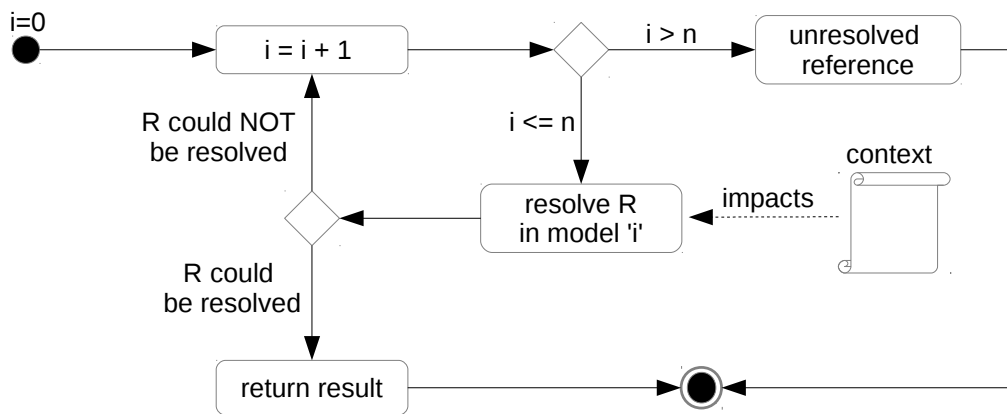 i=0
i = i + 1
i > n
unresolved
reference
R could NOT
be resolved
i <= n
context
resolve R
in model 'i'
impacts
R could
be resolved
return result